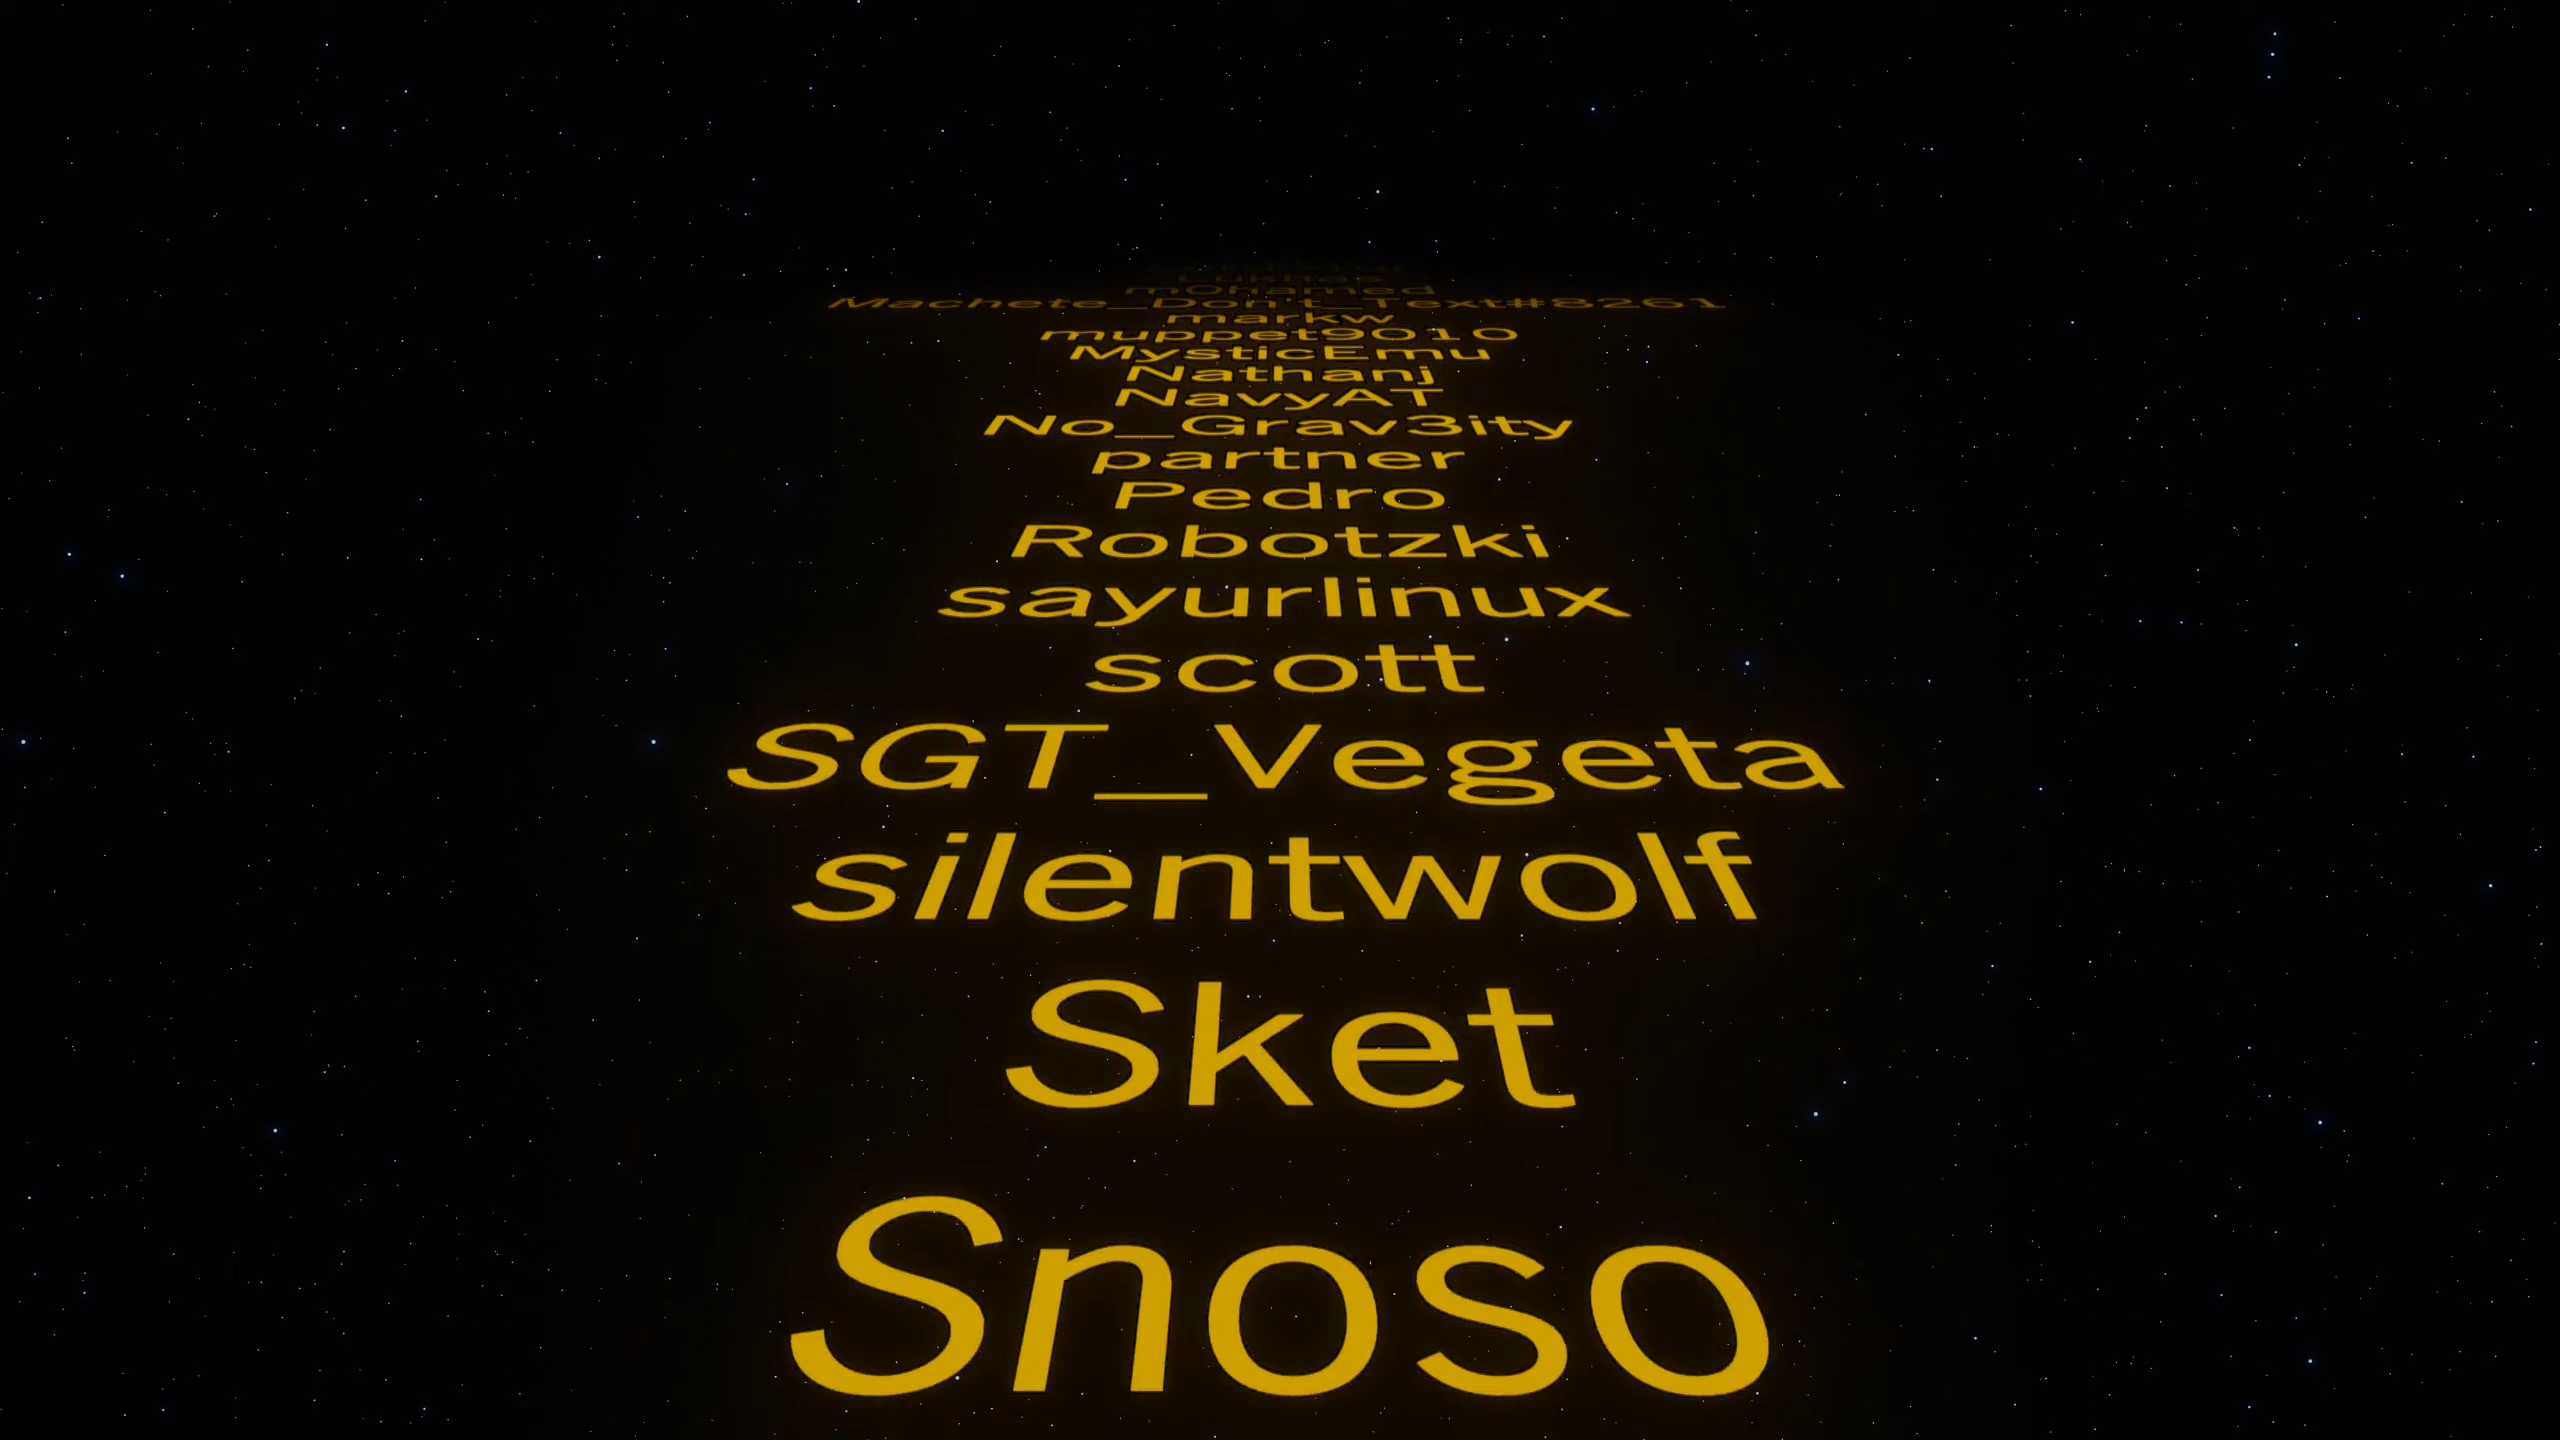 m0hamed
Machete_Don't_Text#8261
markw
muppet9010
MysticEmu
Nathanj
NavyAT
No_Grav3ity
partner
Pedro
Robotzki
sayurlinux
scott
SGT_Vegeta
silentwolf
Sket
Snoso